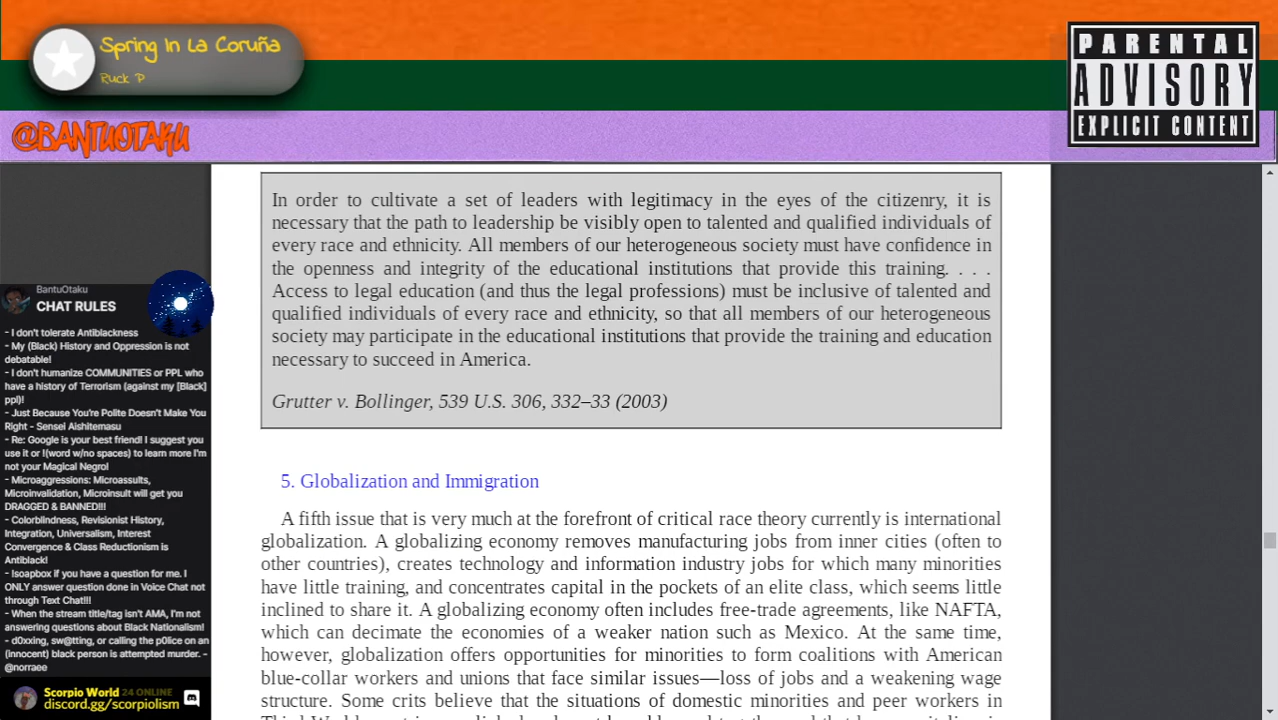 Spring In La Coruña
Ruck P
PARENTAL
ADVISORY
EXPLICIT CONTENT
@BANTUOTAKU
In order to cultivate a set of leaders with legitimacy in the eyes of the citizenry, it is
necessary that the path to leadership be visibly open to talented and qualified individuals of
every race and ethnicity. All members of our heterogeneous society must have confidence in
the openness and integrity of the educational institutions that provide this training. . . .
Access to legal education (and thus the legal professions) must be inclusive of talented and
qualified individuals of every race and ethnicity, so that all members of our heterogeneous
society may participate in the educational institutions that provide the training and education
necessary to succeed in America.
Grutter v. Bollinger, 539 U.S. 306, 332–33 (2003)
5. Globalization and Immigration
A fifth issue that is very much at the forefront of critical race theory currently is international
globalization. A globalizing economy removes manufacturing jobs from inner cities (often to
other countries), creates technology and information industry jobs for which many minorities
have little training, and concentrates capital in the pockets of an elite class, which seems little
inclined to share it. A globalizing economy often includes free-trade agreements, like NAFTA,
which can decimate the economies of a weaker nation such as Mexico. At the same time,
however, globalization offers opportunities for minorities to form coalitions with American
blue-collar workers and unions that face similar issues—loss of jobs and a weakening wage
structure. Some crits believe that the situations of domestic minorities and peer workers in
BantuOtaku
CHAT RULES
- I don't tolerate Antiblackness
- My (Black) History and Oppression is not
debatable!
- I don't humanize COMMUNITIES or PPL who
have a history of Terrorism (against my [Black]
ppl)!
- Just Because You're Polite Doesn't Make You
Right - Sensei Aishitemasu
- Re: Google is your best friend! I suggest you
use it or !(word w/no spaces) to learn more I'm
not your Magical Negro!
- Microaggressions: Microassults,
Microinvalidation, Microinsult will get you
DRAGGED & BANNED!!!
- Colorblindness, Revisionist History,
Integration, Universalism, Interest
Convergence & Class Reductionism is
Antiblack!
- !soapbox if you have a question for me. I
ONLY answer question done in Voice Chat not
through Text Chat!!!
- When the stream title/tag isn't AMA, I'm not
answering questions about Black Nationalism!
- d0xxing, sw@tting, or calling the p0lice on an
(innocent) black person is attempted murder. -
@norraee
Scorpio World 24 ONLINE
discord.gg/scorpiolism